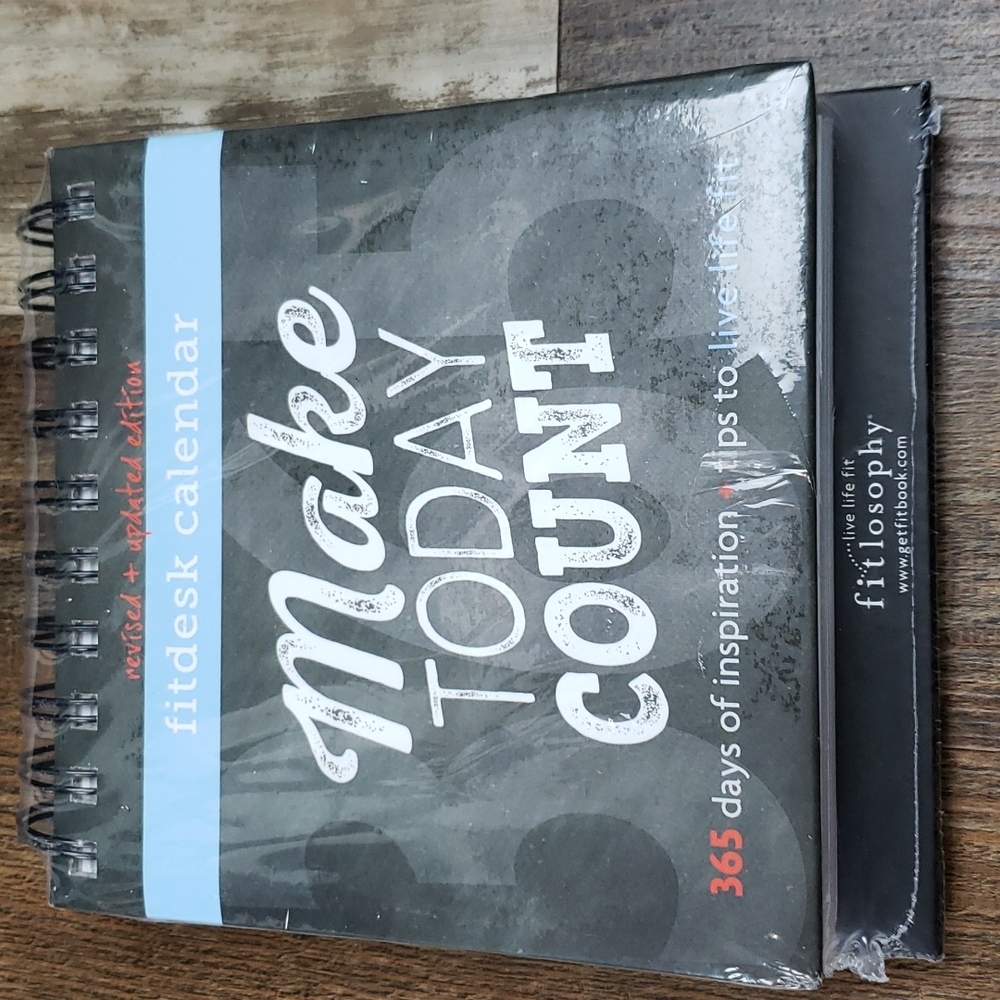 revised + updated edition
fitdesk calendar
Make
TODAY
COUNT
365 days of inspiration + tips to live life fit
live life fit
fitlosophy®
www.getfitbook.com